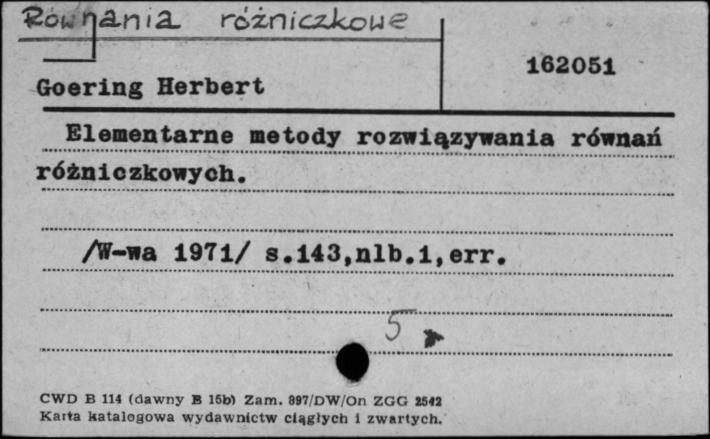 Równania różniczkowe
162051
Goering Herbert
Elementarne metody rozwiązywania równań
różniczkowych.
/W-wa 1971/ s.143,nlb.1,err.
5
CWD B 114 (dawny B 15b) Zam. 897/DW/On ZGG 2542
Karta katalogowa wydawnictw ciągłych i zwartych.